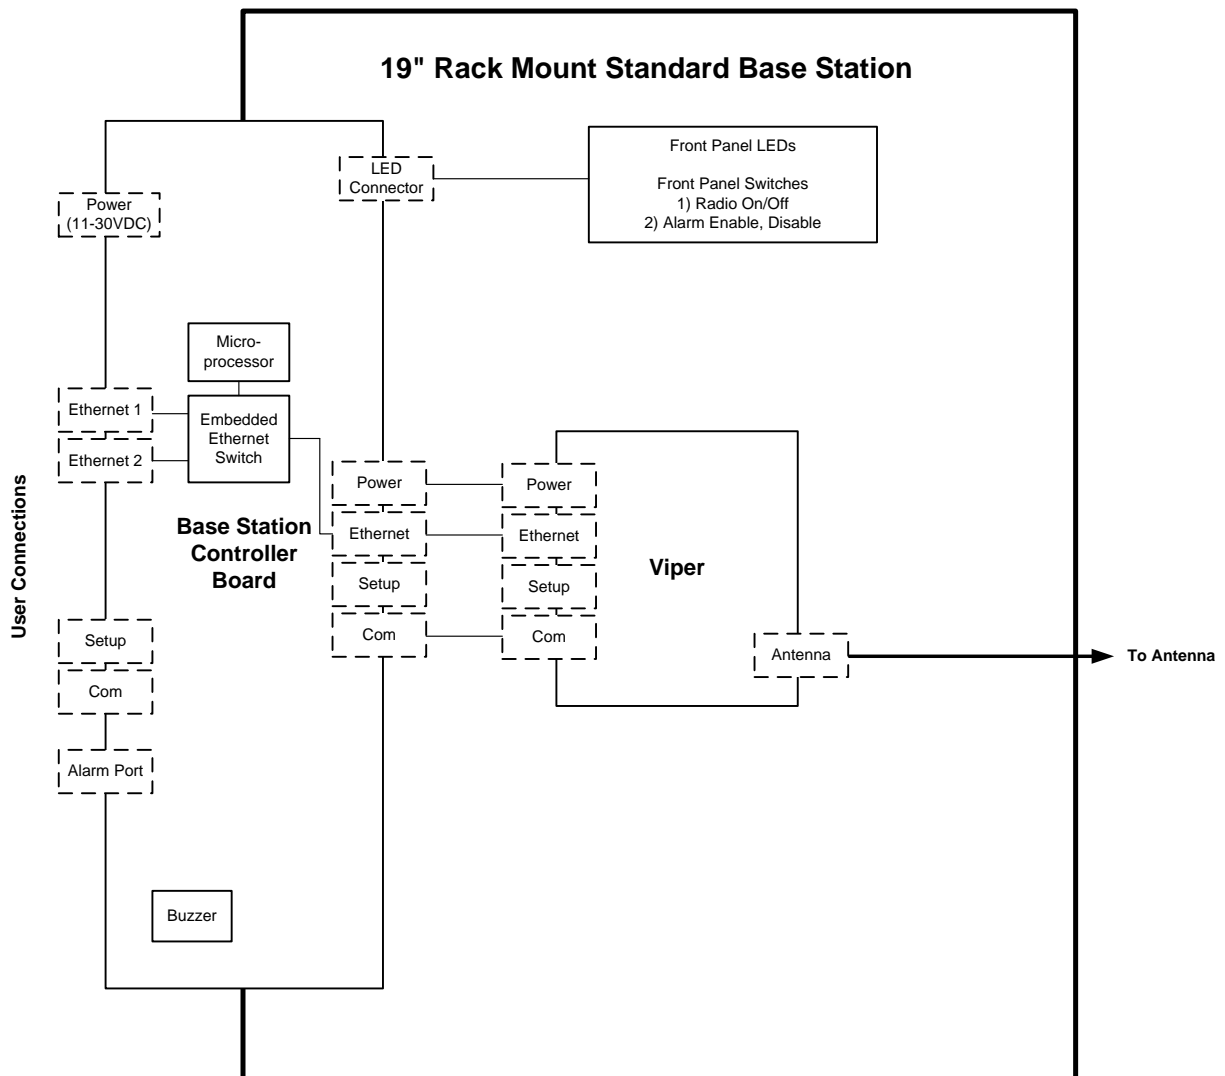 19" Rack Mount Standard Base Station
Front Panel LEDs
Front Panel Switches
1) Radio On/Off
2) Alarm Enable, Disable
LED
Connector
Power
(11-30VDC)
Micro-
processor
Ethernet 1
Ethernet 2
Embedded
Ethernet
Switch
User Connections
Base Station
Controller
Board
Power
Ethernet
Setup
Com
Power
Ethernet
Setup
Com
Viper
Antenna
To Antenna
Setup
Com
Alarm Port
Buzzer